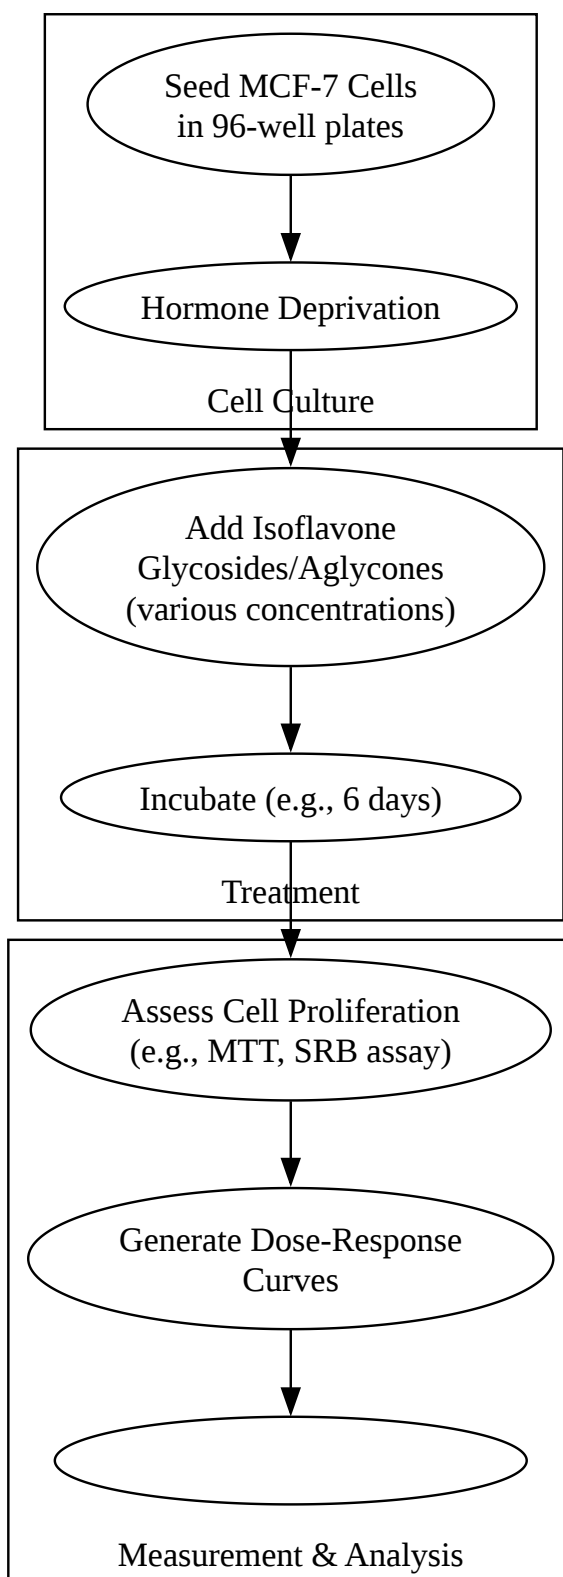 Seed MCF-7 Cells
in 96-well plates
Hormone Deprivation
Cell Culture
Add Isoflavone
Glycosides/Aglycones
(various concentrations)
Incubate (e.g., 6 days)
Treatment
Assess Cell Proliferation
(e.g., MTT, SRB assay)
Generate Dose-Response
Curves
Measurement & Analysis